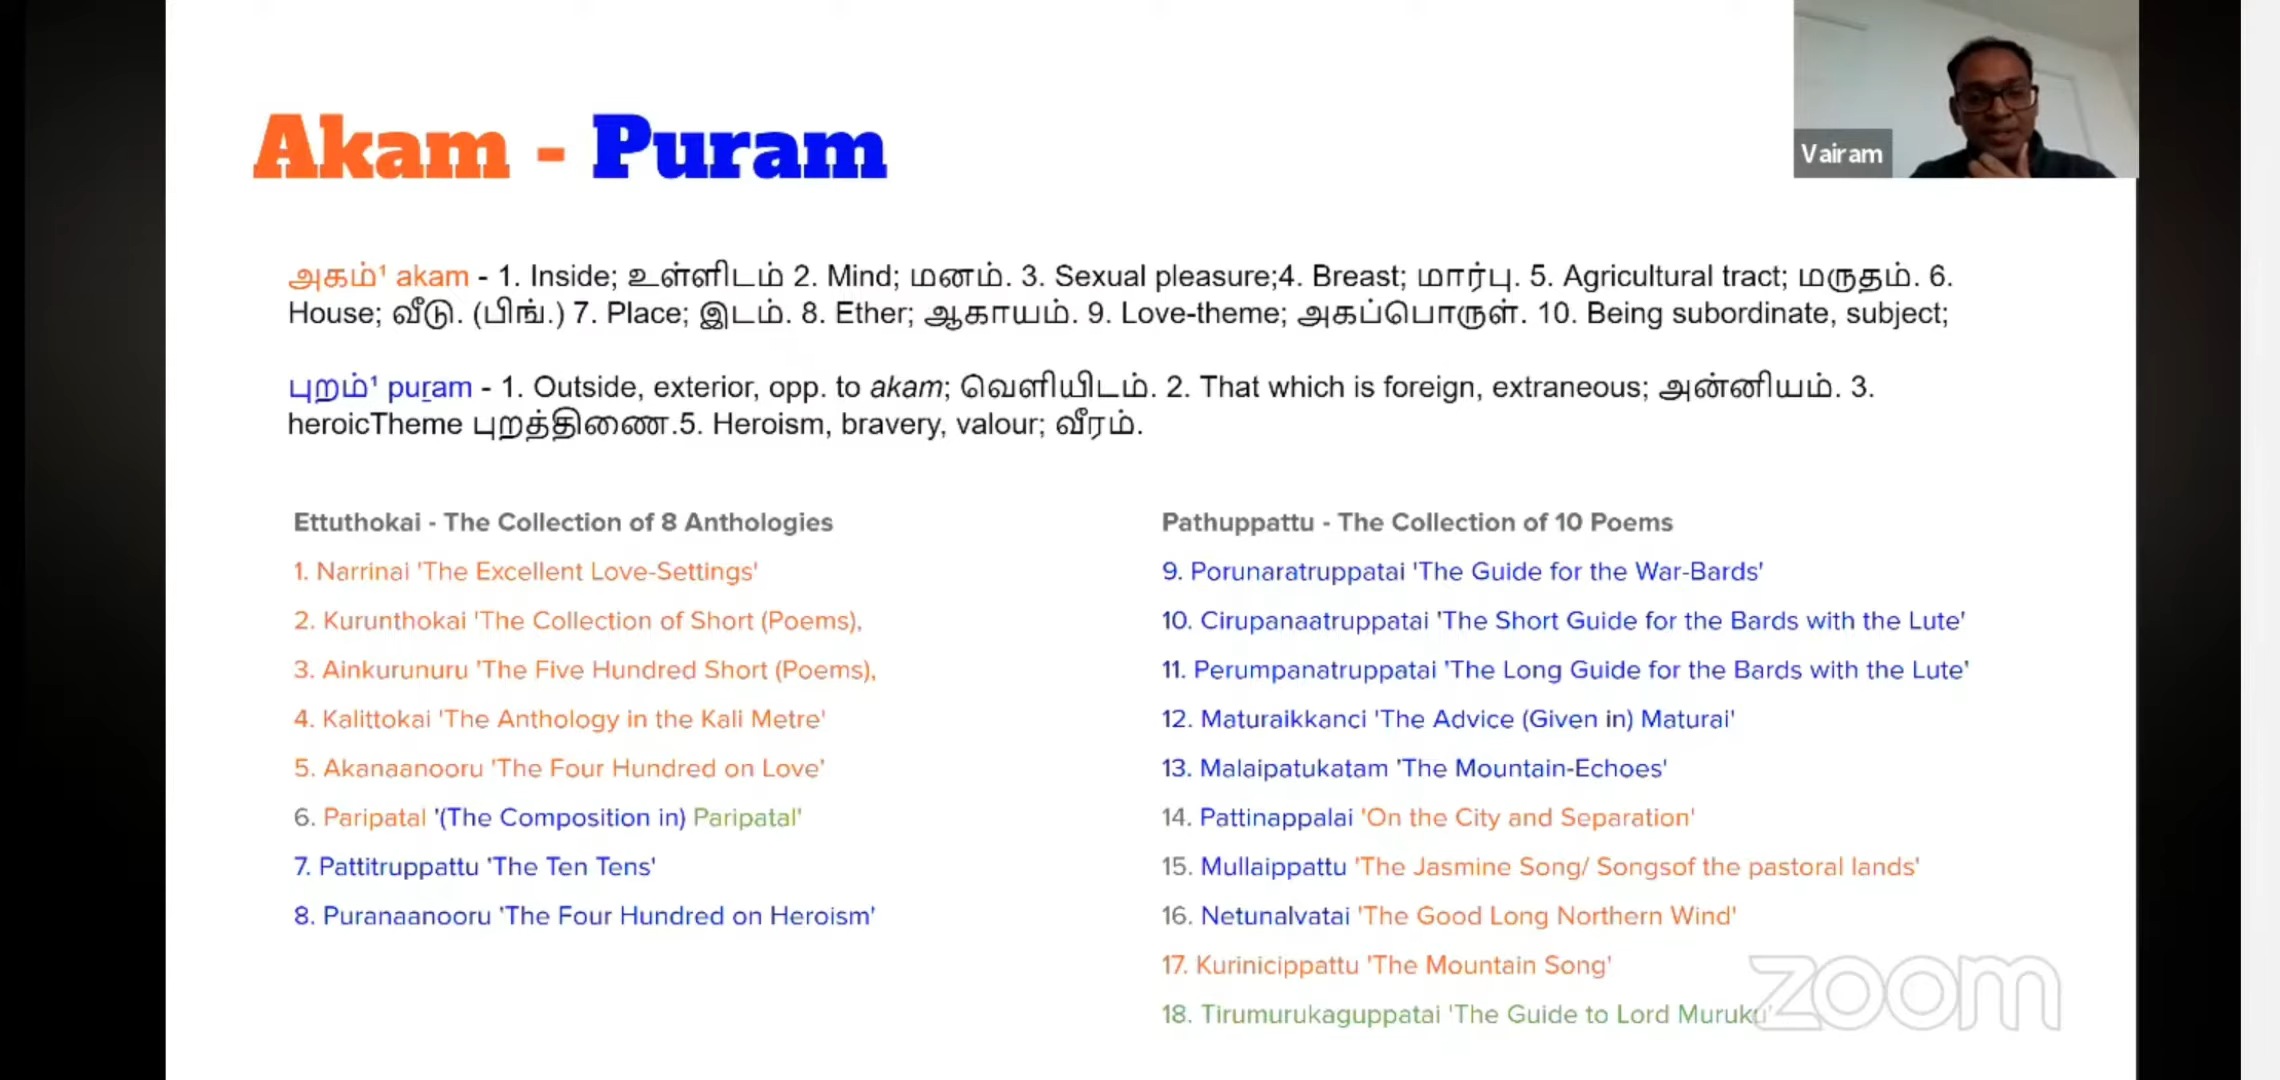 Akam - Puram
Vairam
அகம்¹ akam - 1. Inside; உள்ளிடம் 2. Mind; மனம். 3. Sexual pleasure;4. Breast; மார்பு. 5. Agricultural tract; மருதம். 6.
House; வீடு. (பிங்.) 7. Place; இடம். 8. Ether; ஆகாயம். 9. Love-theme; அகப்பொருள். 10. Being subordinate, subject;
புறம்¹ puṟam - 1. Outside, exterior, opp. to akam; வெளியிடம். 2. That which is foreign, extraneous; அன்னியம். 3.
heroicTheme புறத்திணை.5. Heroism, bravery, valour; வீரம்.
Ettuthokai - The Collection of 8 Anthologies
1. Narrinai 'The Excellent Love-Settings'
2. Kurunthokai 'The Collection of Short (Poems),
3. Ainkurunuru 'The Five Hundred Short (Poems),
4. Kalittokai 'The Anthology in the Kali Metre'
5. Akanaanooru 'The Four Hundred on Love'
6. Paripatal '(The Composition in) Paripatal'
7. Pattitruppattu 'The Ten Tens'
8. Puranaanooru 'The Four Hundred on Heroism'
Pathuppattu - The Collection of 10 Poems
9. Porunaratruppatai 'The Guide for the War-Bards'
10. Cirupanaatruppatai 'The Short Guide for the Bards with the Lute'
11. Perumpanatruppatai 'The Long Guide for the Bards with the Lute'
12. Maturaikkanci 'The Advice (Given in) Maturai'
13. Malaipatukatam 'The Mountain-Echoes'
14. Pattinappalai 'On the City and Separation'
15. Mullaippattu 'The Jasmine Song/ Songsof the pastoral lands'
16. Netunalvatai 'The Good Long Northern Wind'
17. Kurinicippattu 'The Mountain Song'
18. Tirumurukaguppatai 'The Guide to Lord Muruku'
zoom